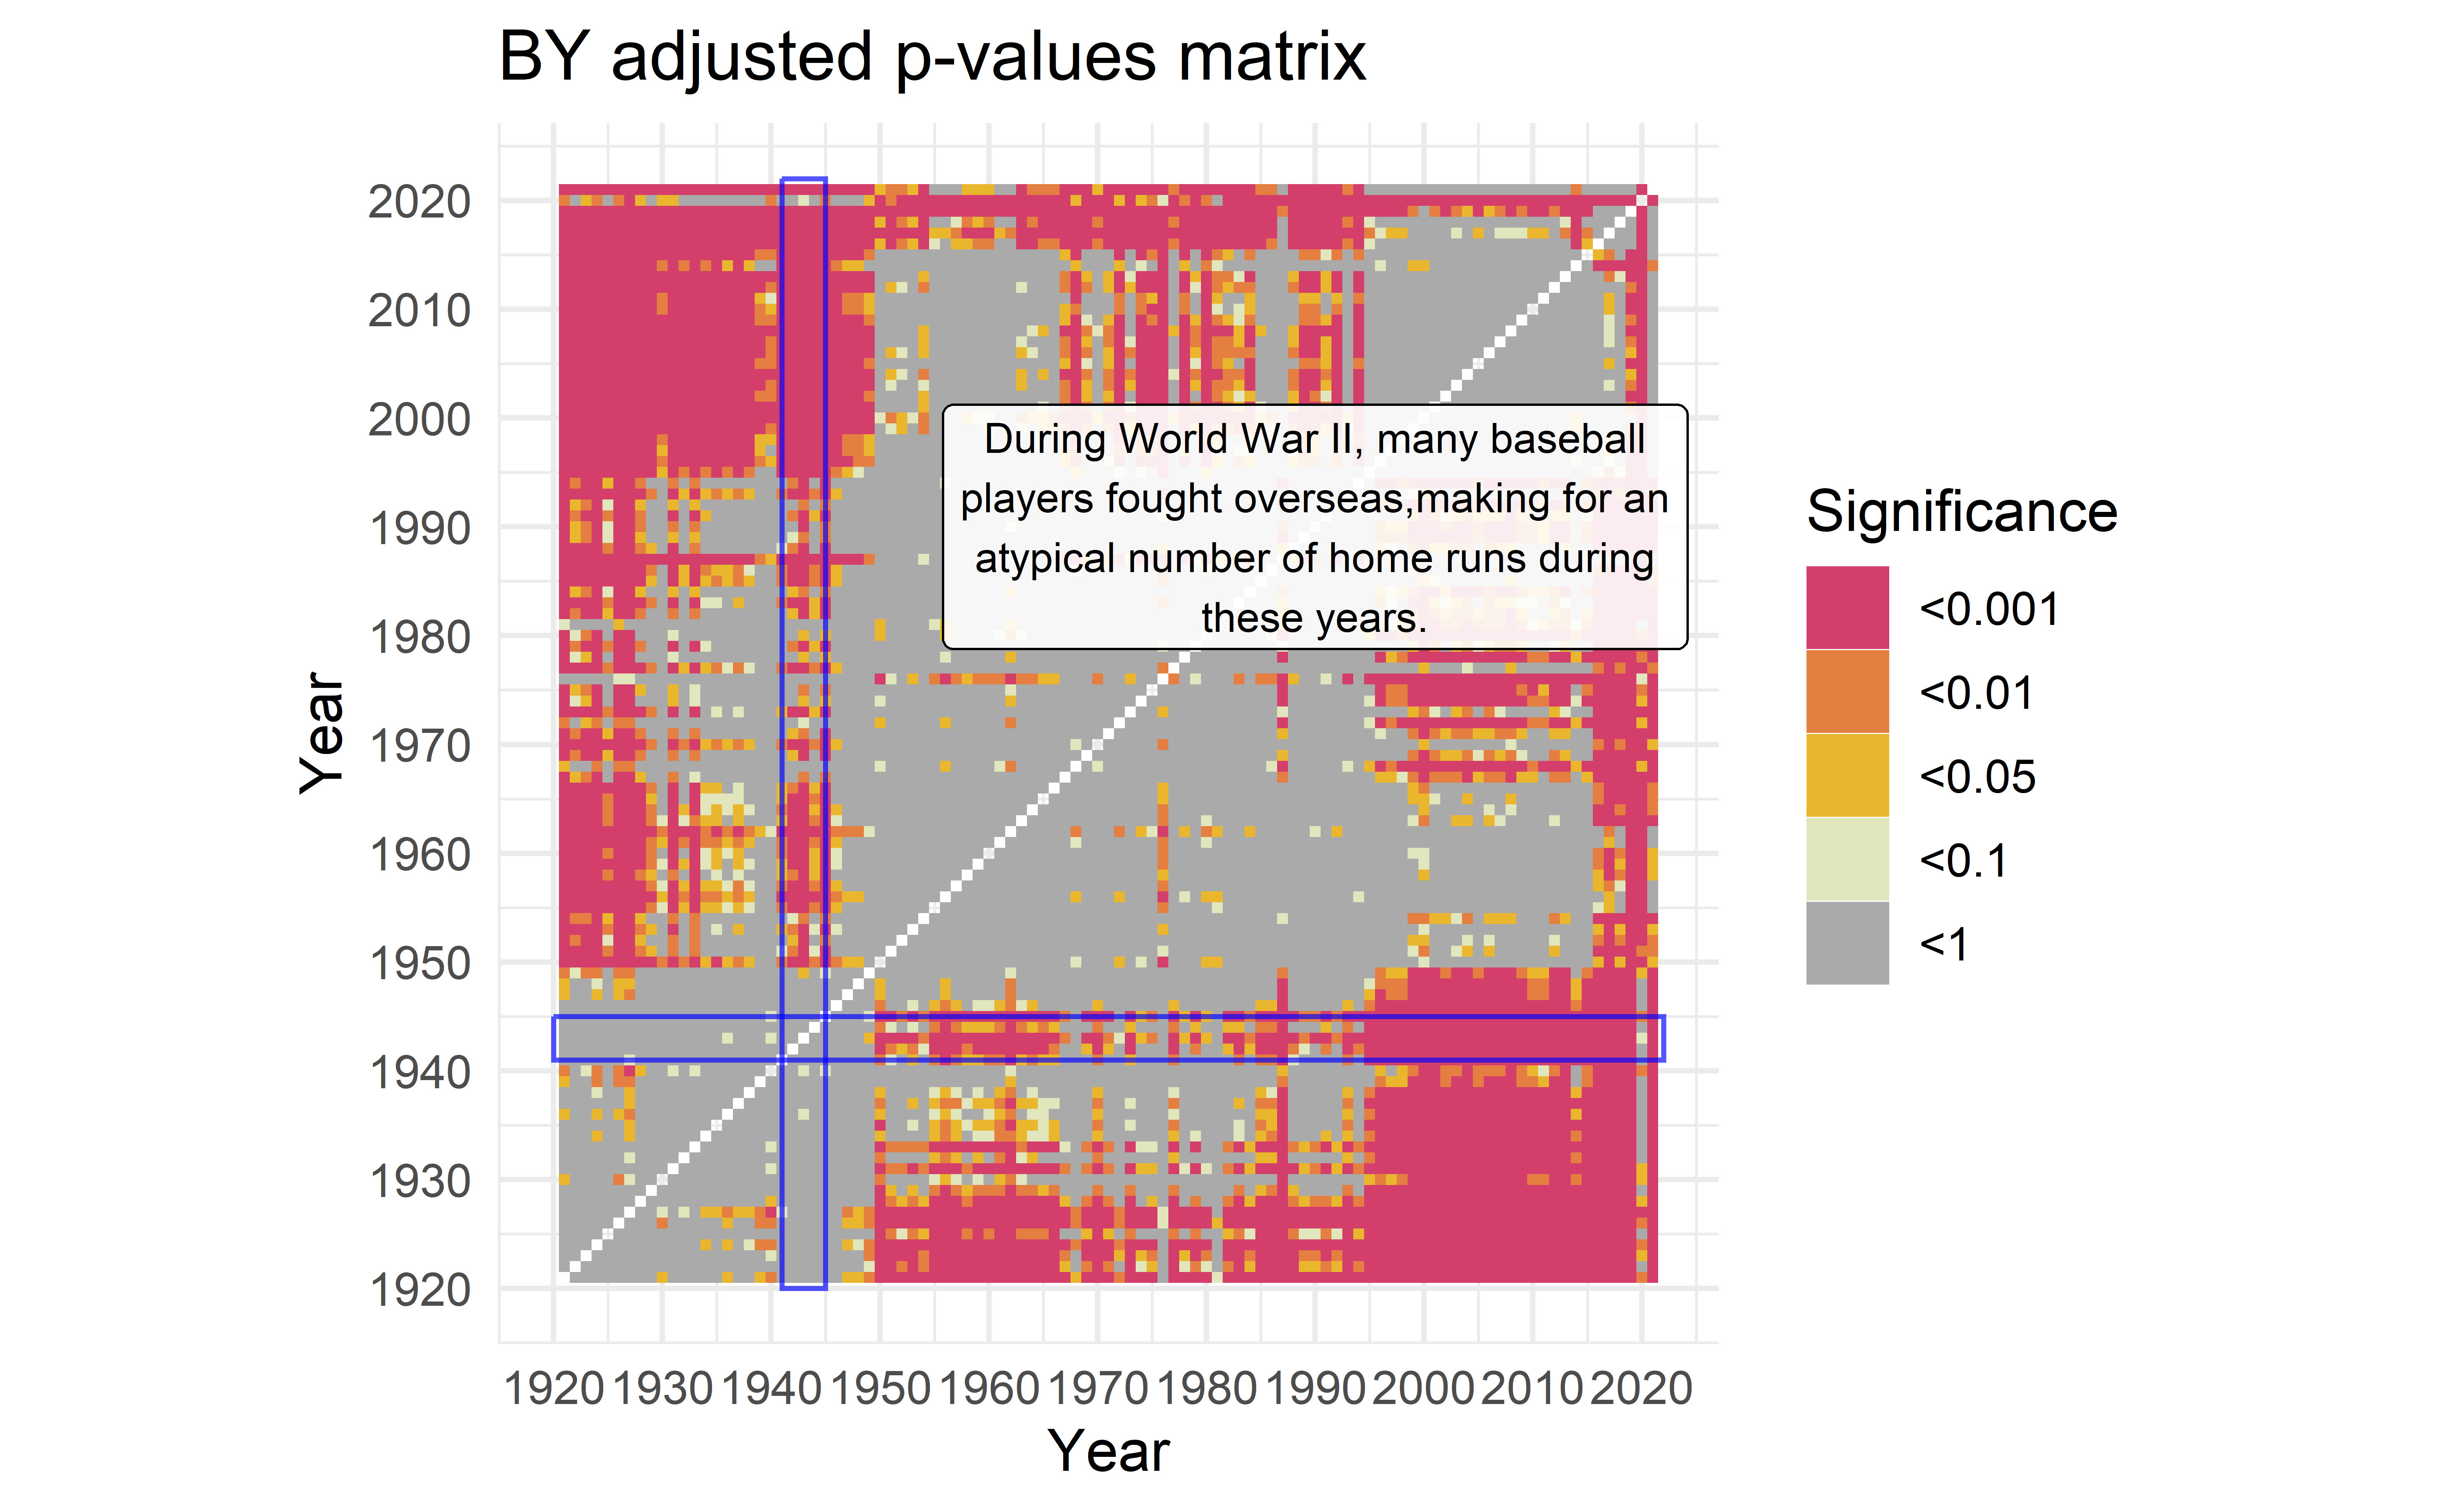 BY adjusted p-values matrix
Year
2020
2010
2000
1990
1980
1970
1960
1950
1940
1930
1920
During World War II, many baseball
players fought overseas,making for an
atypical number of home runs during
these years.
1920 1930 1940 1950 1960 1970 1980 1990 2000 2010 2020
Year
Significance
<0.001
<0.01
<0.05
<0.1
<1